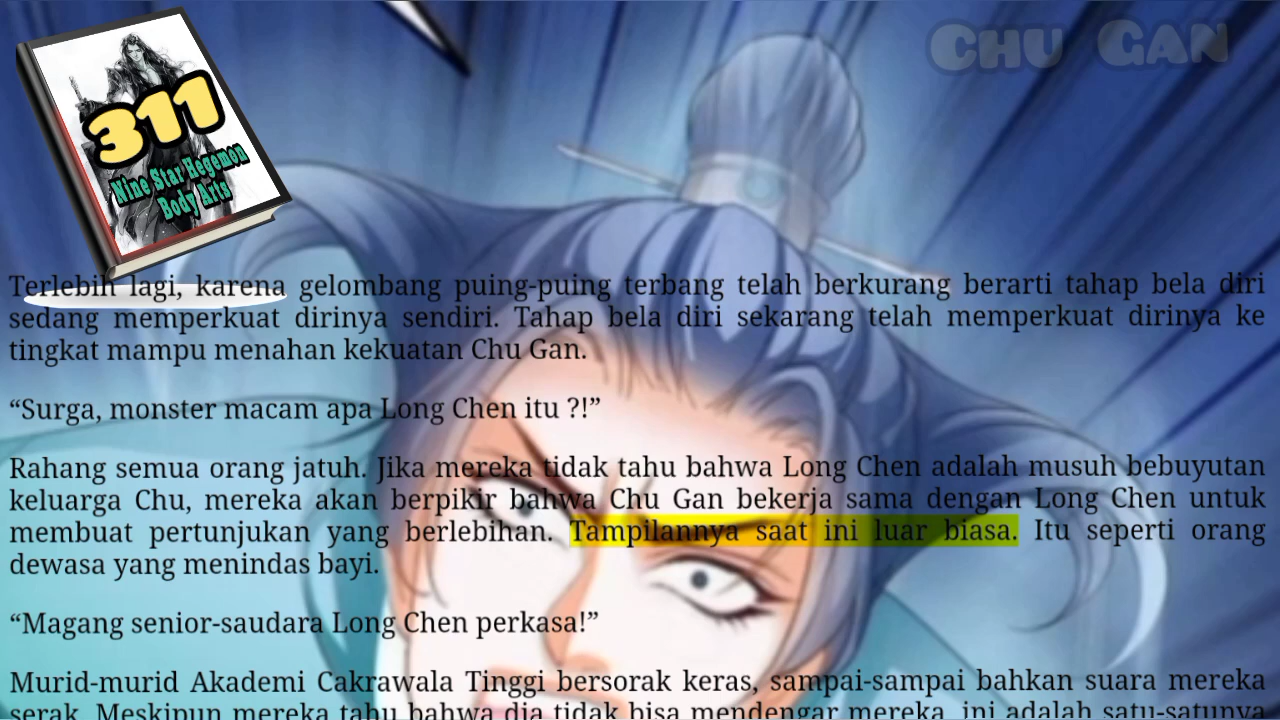 CHU GAN
311
Nine Star Hegemon
Body Arts
Terlebih lagi, karena gelombang puing-puing terbang telah berkurang berarti tahap bela diri
sedang memperkuat dirinya sendiri. Tahap bela diri sekarang telah memperkuat dirinya ke
tingkat mampu menahan kekuatan Chu Gan.
“Surga, monster macam apa Long Chen itu ?!”
Rahang semua orang jatuh. Jika mereka tidak tahu bahwa Long Chen adalah musuh bebuyutan
keluarga Chu, mereka akan berpikir bahwa Chu Gan bekerja sama dengan Long Chen untuk
membuat pertunjukan yang berlebihan. Tampilannya saat ini luar biasa. Itu seperti orang
dewasa yang menindas bayi.
“Magang senior-saudara Long Chen perkasa!”
Murid-murid Akademi Cakrawala Tinggi bersorak keras, sampai-sampai bahkan suara mereka
serak. Meskipun mereka tahu bahwa dia tidak bisa mendengar mereka, ini adalah satu-satunya